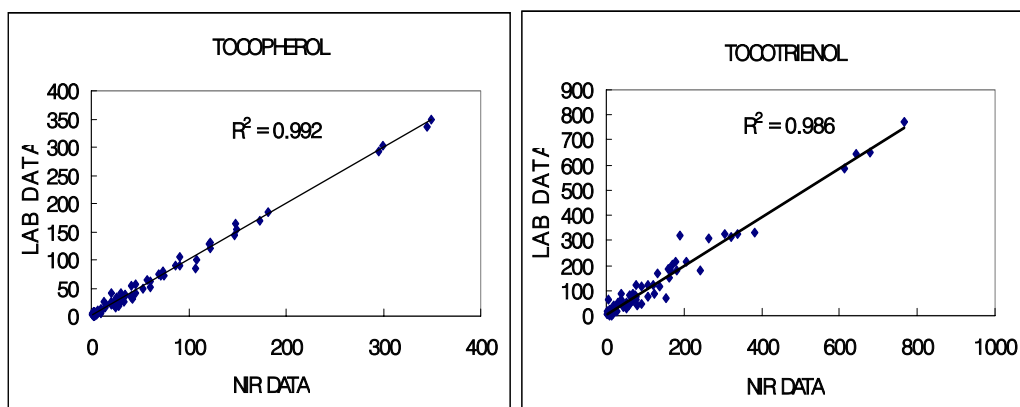 TOCOPHEROL
400
350
300
250
200
150
100
50
0
LAB DATA
R² = 0.992
0 100 200 300 400
NIR DATA
TOCOTRIENOL
900
800
700
600
500
400
300
200
100
0
LAB DATA
R² = 0.986
0 200 400 600 800 1000
NIR DATA